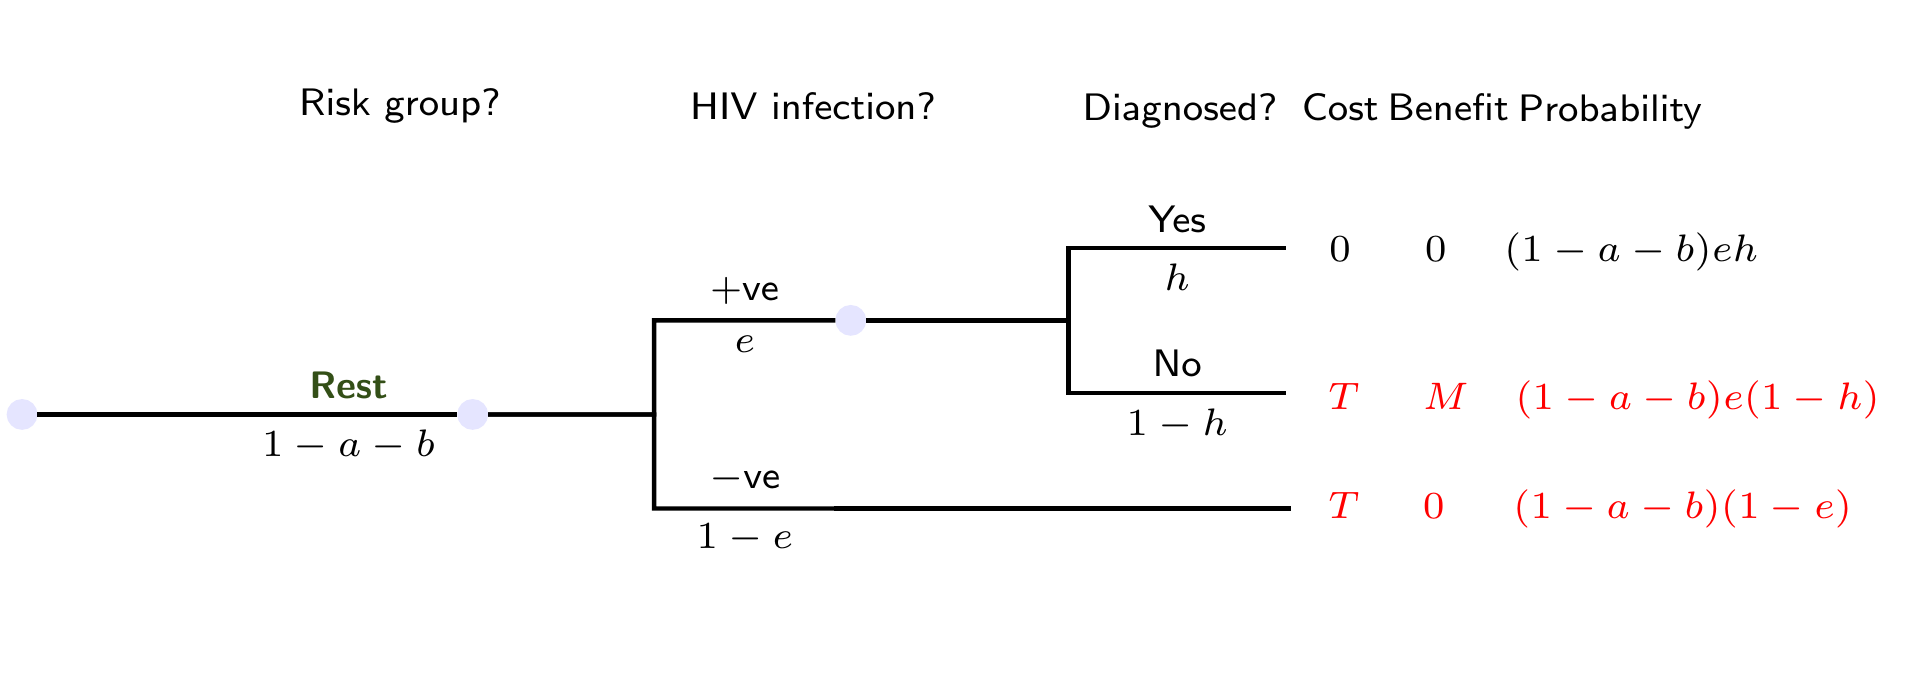 Risk group? HIV infection? Diagnosed? Cost Benefit Probability
Yes
0 0 (1 − a − b)eh
h
+ve
e
No
Rest
T M (1 − a − b)e(1 − h)
1 − h
1 − a − b
−ve
T 0 (1 − a − b)(1 − e)
1 − e